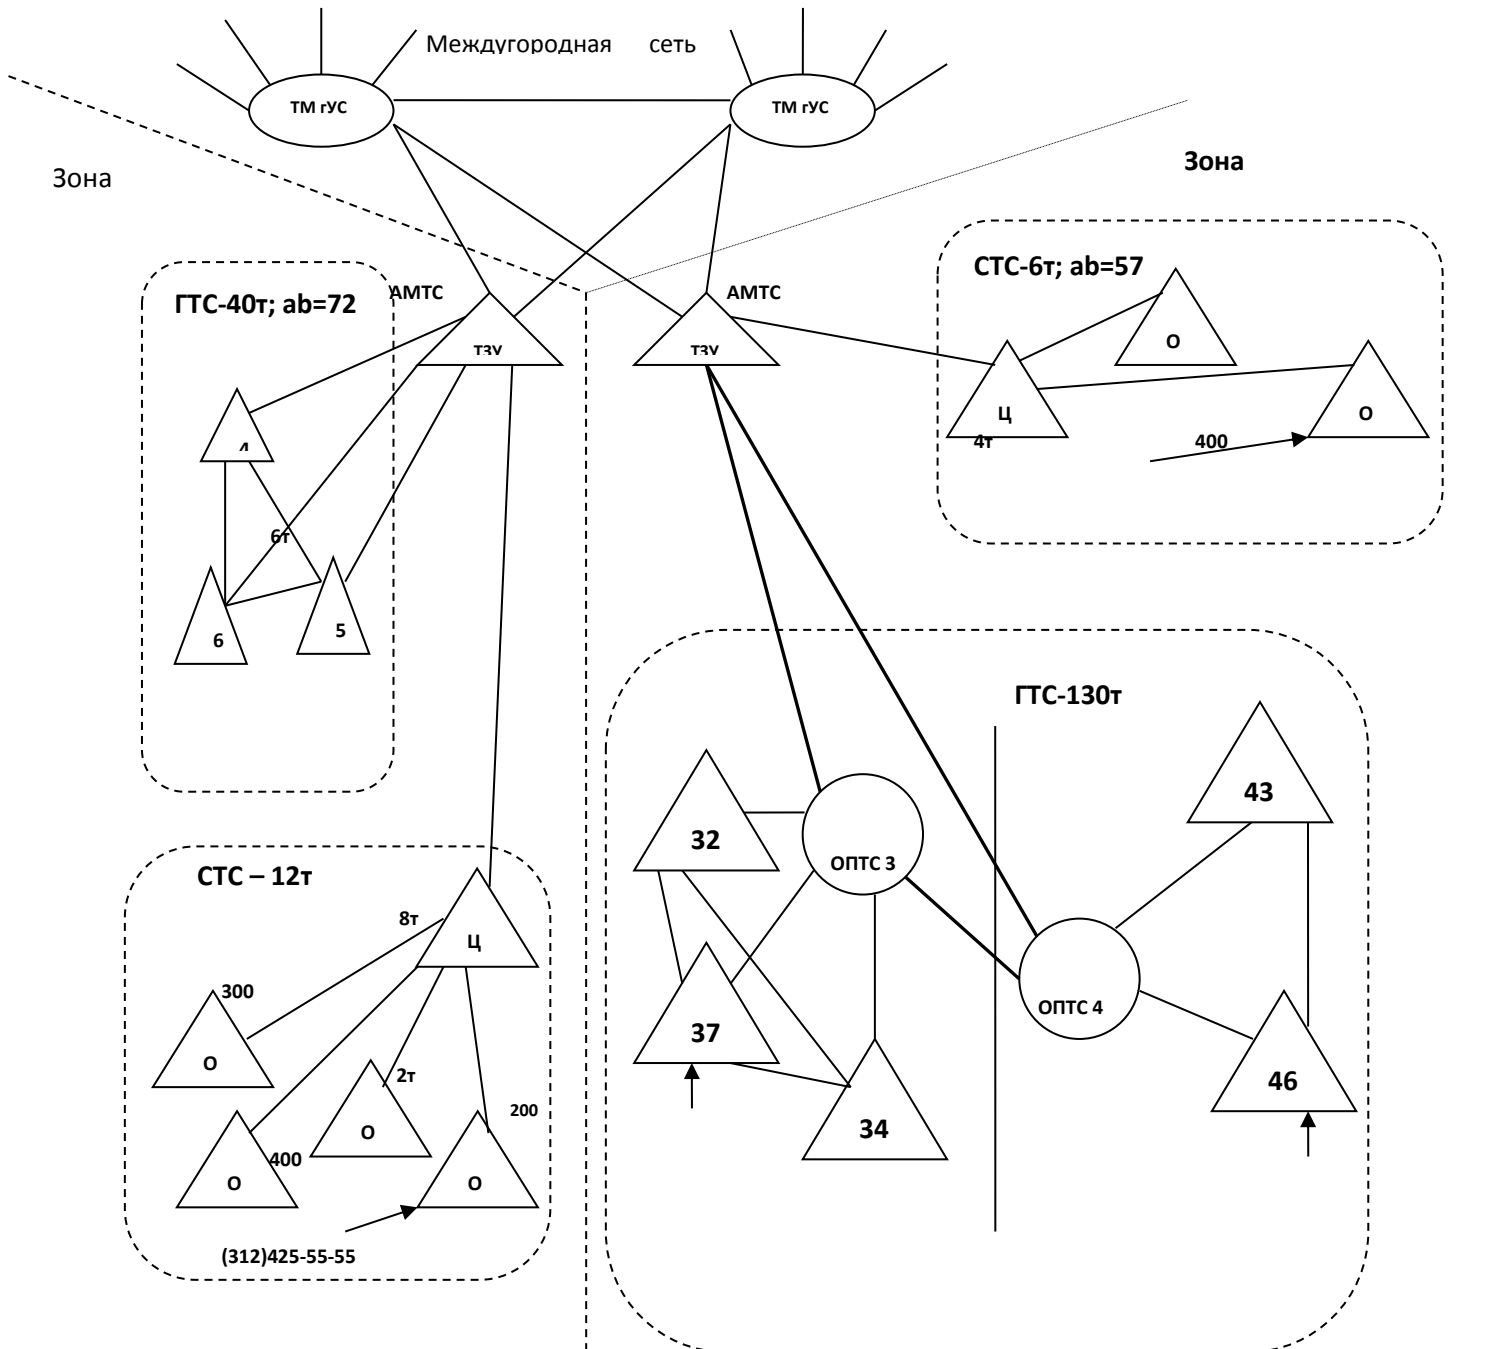 Междугородная сеть
ТМ гУС
ТМ гУС
Зона
Зона
ГТС-40т; ab=72
АМТС
АМТС
СТС-6т; ab=57
ТЗУ
ТЗУ
О
Ц
О
4т
400
6т
6
5
ГТС-130т
43
32
ОПТС 3
СТС – 12т
8т
Ц
300
ОПТС 4
О
37
2т
46
200
О
34
400
О
О
(312)425-55-55